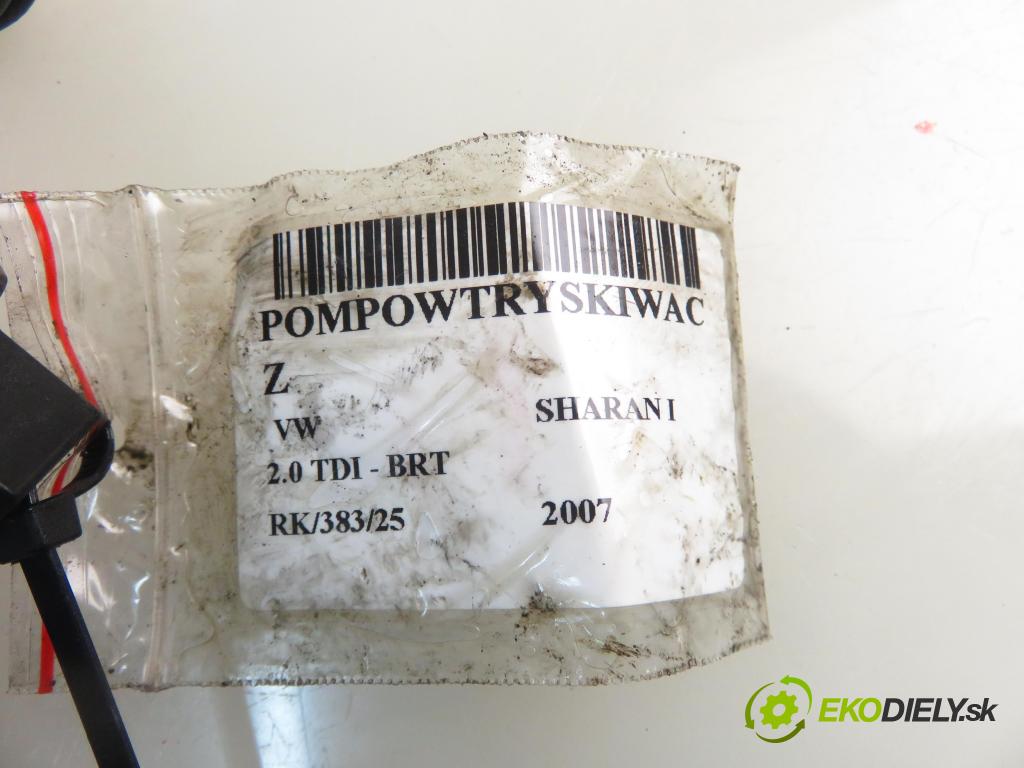 POMPOWTRYSKIWAC
Z
VW SHARAN I
2.0 TDI - BRT
RK/383/25 2007
EKODIELY.sk